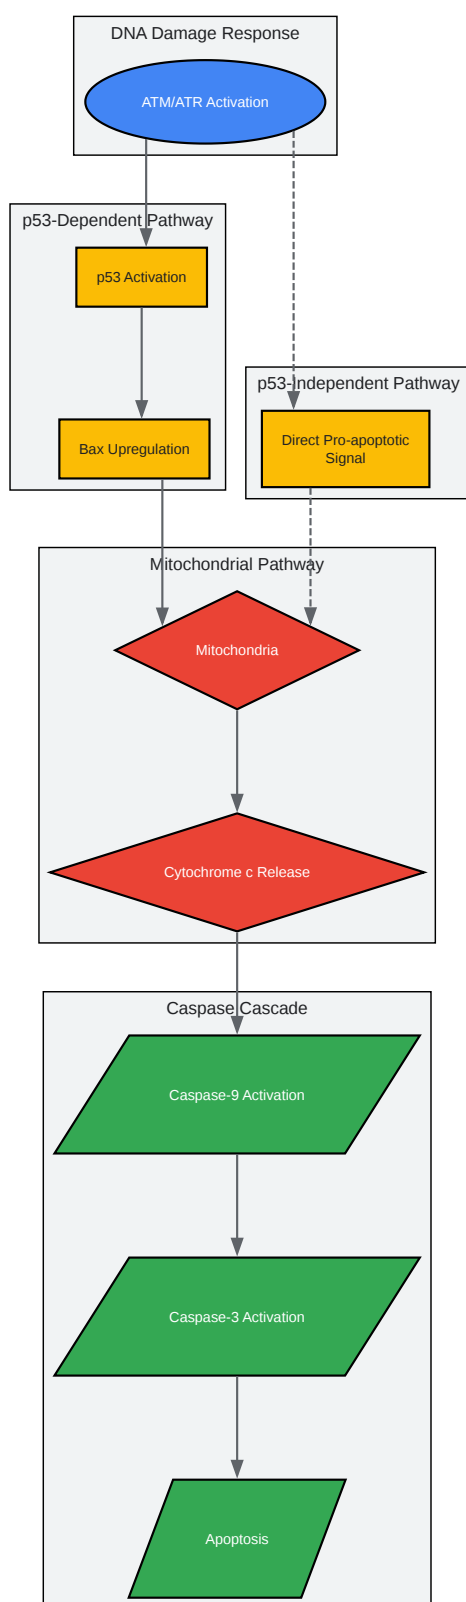 DNA Damage Response
ATM/ATR Activation
p53-Dependent Pathway
p53 Activation
Bax Upregulation
p53-Independent Pathway
Direct Pro-apoptotic
Signal
Mitochondrial Pathway
Mitochondria
Cytochrome c Release
Caspase Cascade
Caspase-9 Activation
Caspase-3 Activation
Apoptosis